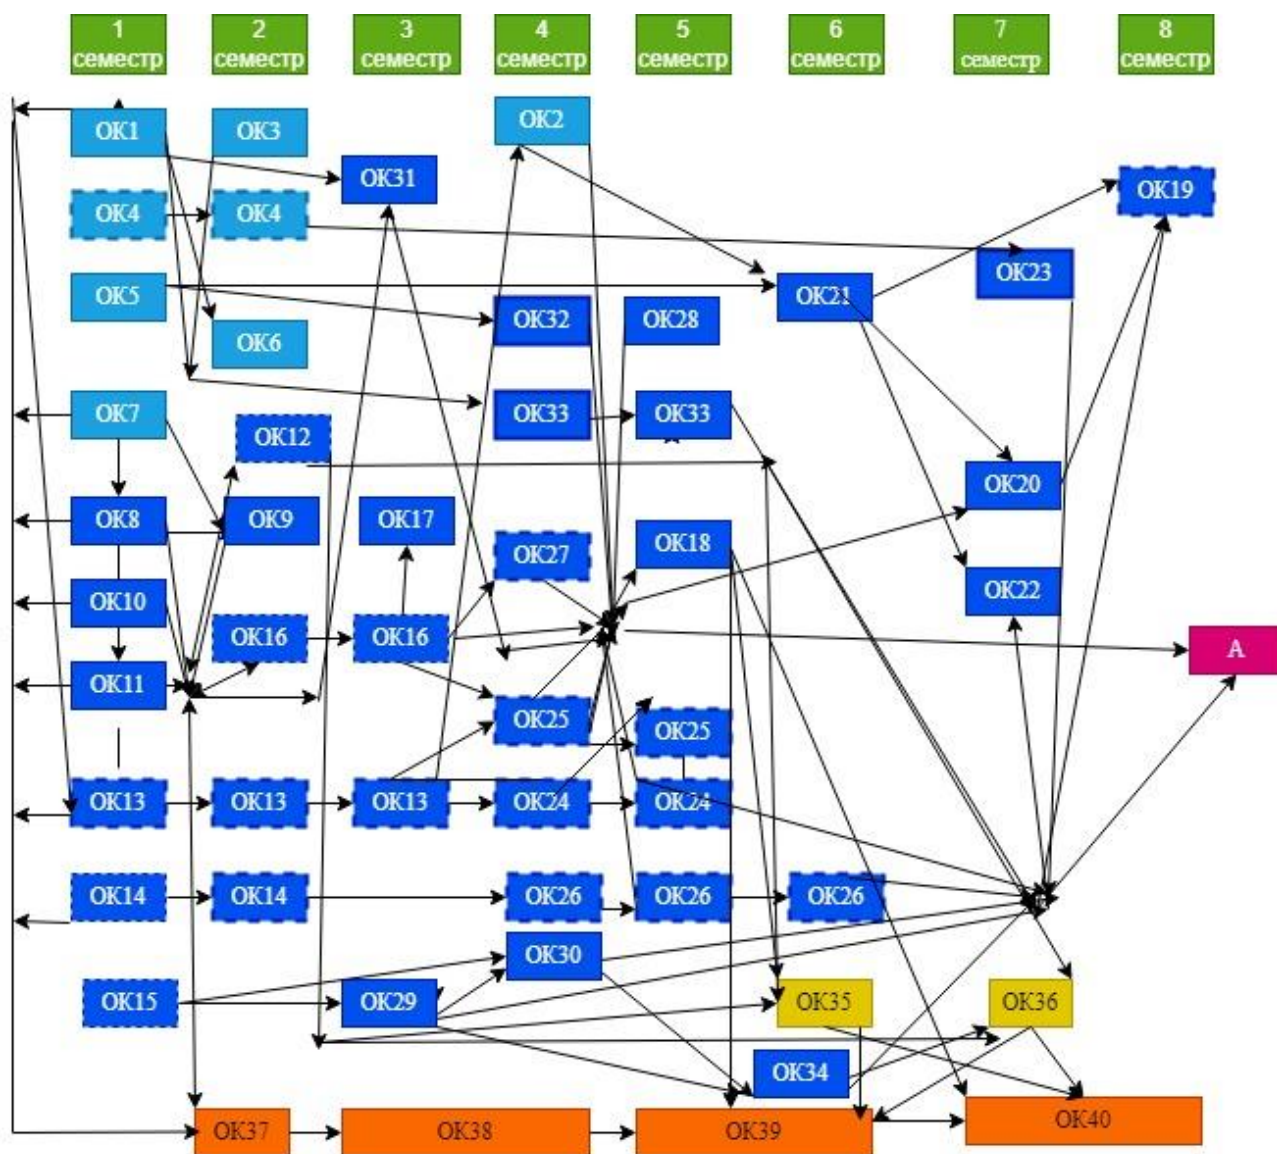 1
семестр
2
семестр
3
семестр
4
семестр
5
семестр
6
семестр
7
семестр
8
семестр
ОК1
ОК3
ОК2
ОК31
ОК19
ОК4
ОК4
ОК23
ОК5
ОК21
ОК32
ОК28
ОК6
ОК7
ОК33
ОК33
ОК12
ОК20
ОК8
ОК9
ОК17
ОК18
ОК27
ОК10
ОК22
ОК16
ОК16
А
ОК11
ОК25
ОК25
ОК13
ОК13
ОК13
ОК24
ОК24
ОК14
ОК14
ОК26
ОК26
ОК26
ОК30
ОК15
ОК29
ОК35
ОК36
ОК34
ОК37
ОК38
ОК39
ОК40